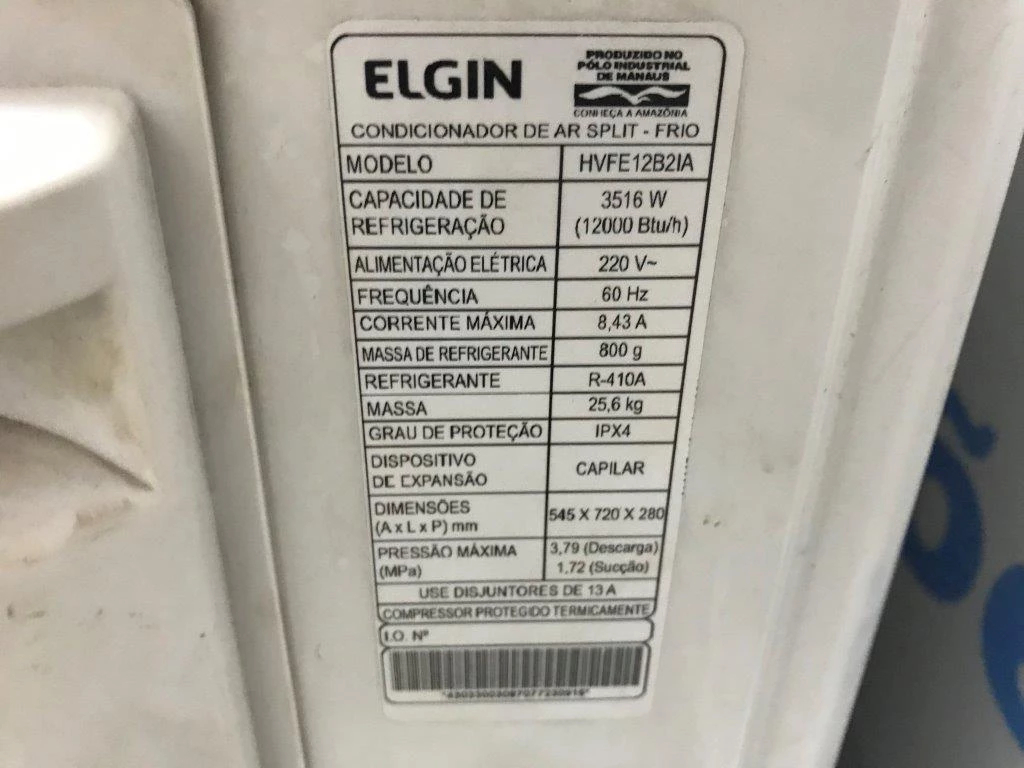 ELGIN
PRODUZIDO NO
PÓLO INDUSTRIAL
DE MANAUS
CONHEÇA A AMAZÔNIA
CONDICIONADOR DE AR SPLIT - FRIO
MODELO HVFE12B2IA
CAPACIDADE DE REFRIGERAÇÃO 3516 W (12000 Btu/h)
ALIMENTAÇÃO ELÉTRICA 220 V~
FREQUÊNCIA 60 Hz
CORRENTE MÁXIMA 8,43 A
MASSA DE REFRIGERANTE 800 g
REFRIGERANTE R-410A
MASSA 25,6 kg
GRAU DE PROTEÇÃO IPX4
DISPOSITIVO DE EXPANSÃO CAPILAR
DIMENSÕES (A x L x P) mm 545 X 720 X 280
PRESSÃO MÁXIMA (MPa) 3,79 (Descarga) 1,72 (Sucção)
USE DISJUNTORES DE 13 A
COMPRESSOR PROTEGIDO TERMICAMENTE
I.O. Nº